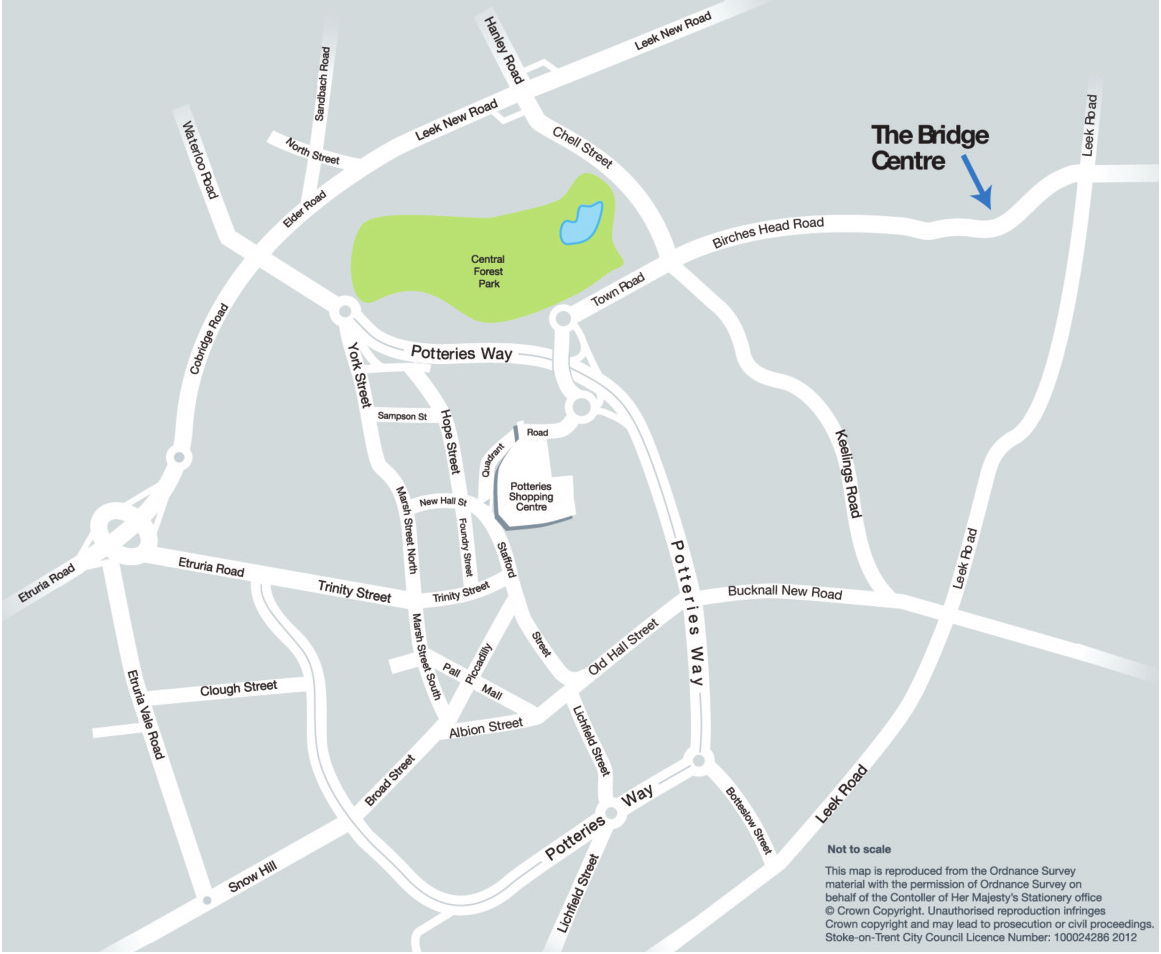 Hanley Road
Leek New Road
Sandbach Road
Leek New Road
Leek Road
Waterloo Road
North Street
Chell Street
The Bridge
Centre
Elder Road
Birches Head Road
Central
Forest
Park
Town Road
Cobridge Road
York Street
Potteries Way
Sampson St
Hope Street
Road
Quadrant
Keelings Road
Potteries
Shopping
Centre
Marsh Street North
New Hall St
Foundry Street
Stafford
Potteries Way
Leek Road
Etruria Road
Etruria Road
Trinity Street
Trinity Street
Bucknall New Road
Marsh Street South
Piccadilly
Street
Old Hall Street
Pall
Mall
Clough Street
Etruria Vale Road
Albion Street
Lichfield Street
Broad Street
Potteries Way
Botteslow Street
Leek Road
Snow Hill
Lichfield Street
Not to scale
This map is reproduced from the Ordnance Survey
material with the permission of Ordnance Survey on
behalf of the Contoller of Her Majesty's Stationery office
© Crown Copyright. Unauthorised reproduction infringes
Crown copyright and may lead to prosecution or civil proceedings.
Stoke-on-Trent City Council Licence Number: 100024286 2012